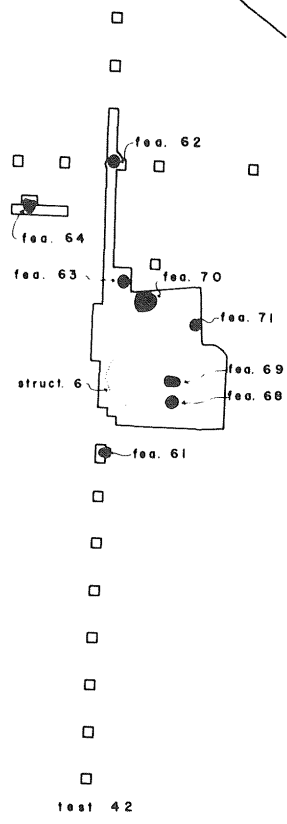 fea. 62
fea. 64
fea. 63
fea. 70
fea. 71
fea. 69
struct. 6
fea. 68
fea. 61
test 42